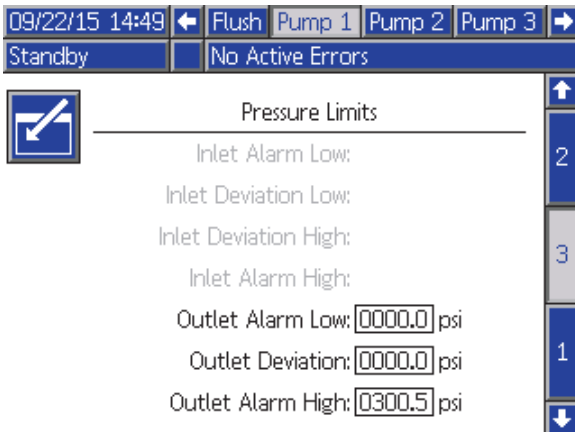 09/22/15 14:49 Flush Pump 1 Pump 2 Pump 3
Standby No Active Errors
Pressure Limits
Inlet Alarm Low:
2
Inlet Deviation Low:
Inlet Deviation High:
3
Inlet Alarm High:
Outlet Alarm Low: 0000.0 psi
Outlet Deviation: 0000.0 psi
1
Outlet Alarm High: 0300.5 psi